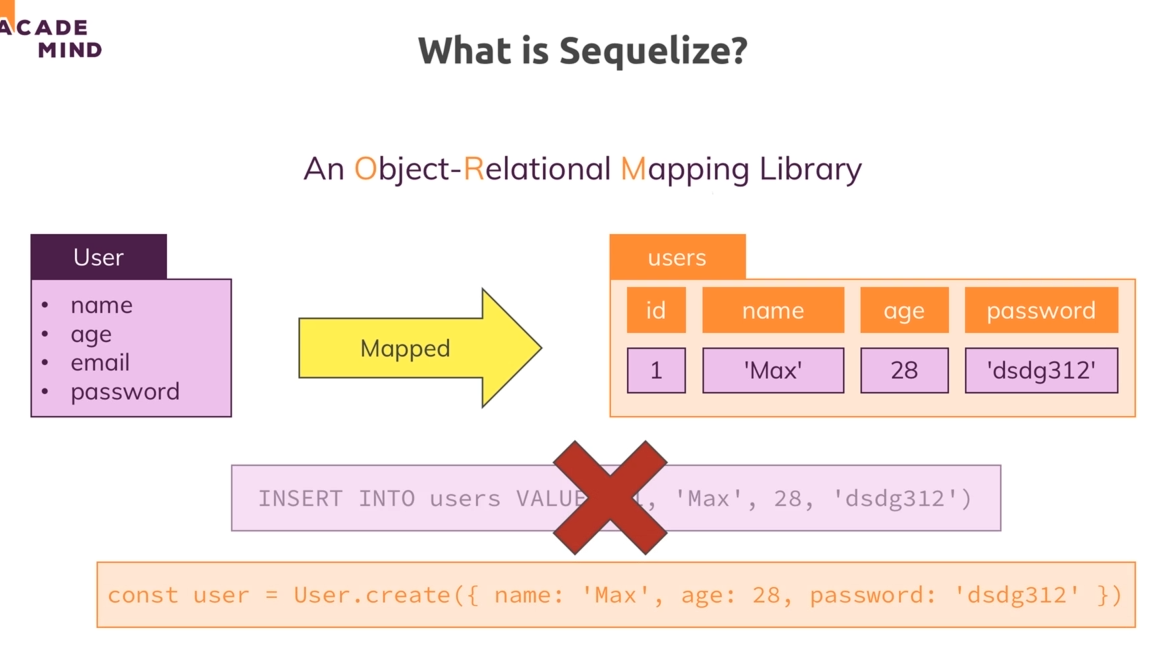 ACADE
MIND
What is Sequelize?
An Object-Relational Mapping Library
User
• name
• age
• email
• password
Mapped
users
id name age password
1 'Max' 28 'dsdg312'
INSERT INTO users 1, 'Max', 28, 'dsdg312')
const user = User.create({ name: 'Max', age: 28, password: 'dsdg312' })